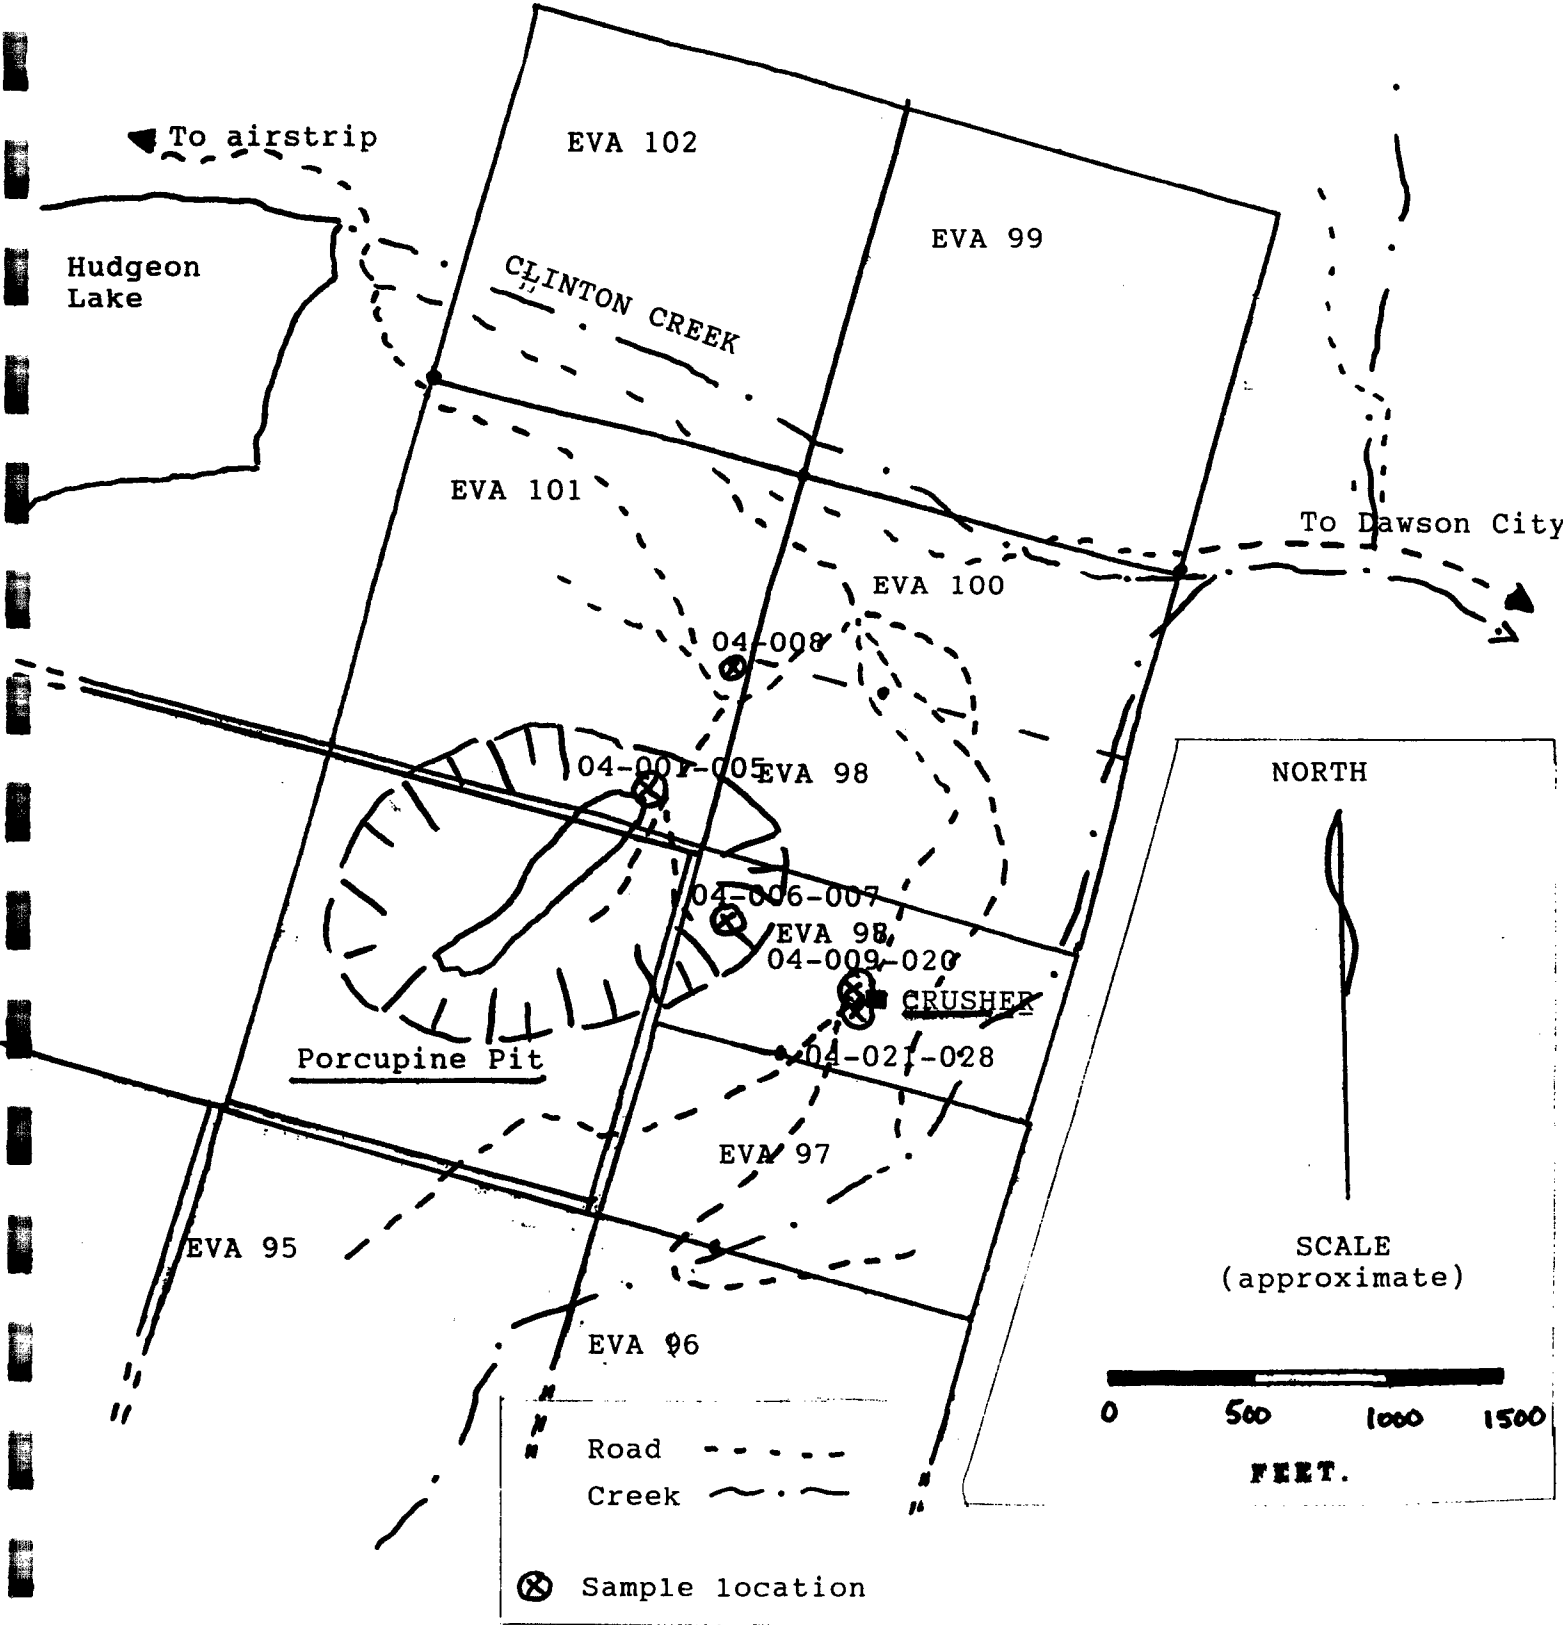 To airstrip
EVA 102
EVA 99
Hudgeon
Lake
CLINTON CREEK
EVA 101
To Dawson City
EVA 100
04-008
04-001-005
EVA 98
NORTH
04-006-007
EVA 98
04-009-020
CRUSHER
Porcupine Pit
04-021-028
EVA 97
EVA 95
SCALE
(approximate)
EVA 96
0 500 1000 1500
FEET.
Road
Creek
Sample location